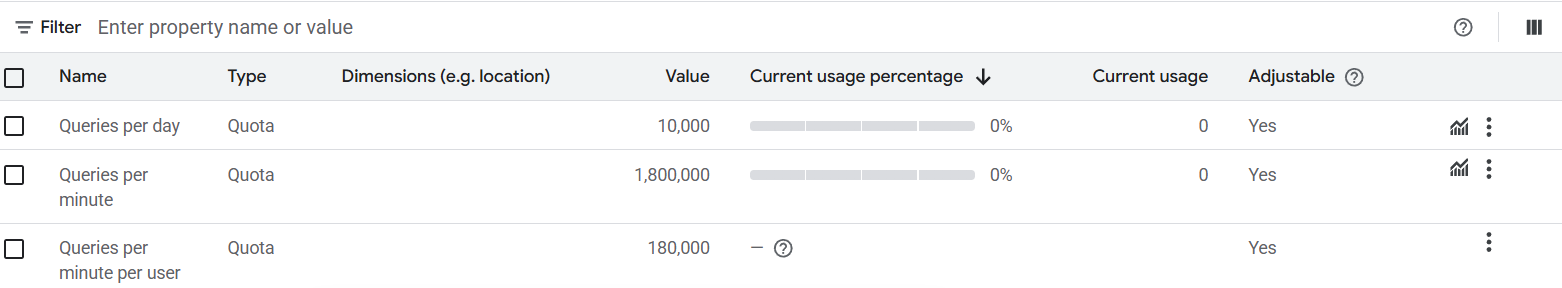 Filter Enter property name or value
Name Type Dimensions (e.g. location) Value Current usage percentage Current usage Adjustable
Queries per day Quota 10,000 0% 0 Yes
Queries per Quota 1,800,000 0% 0 Yes
minute
Queries per Quota 180,000 — Yes
minute per user